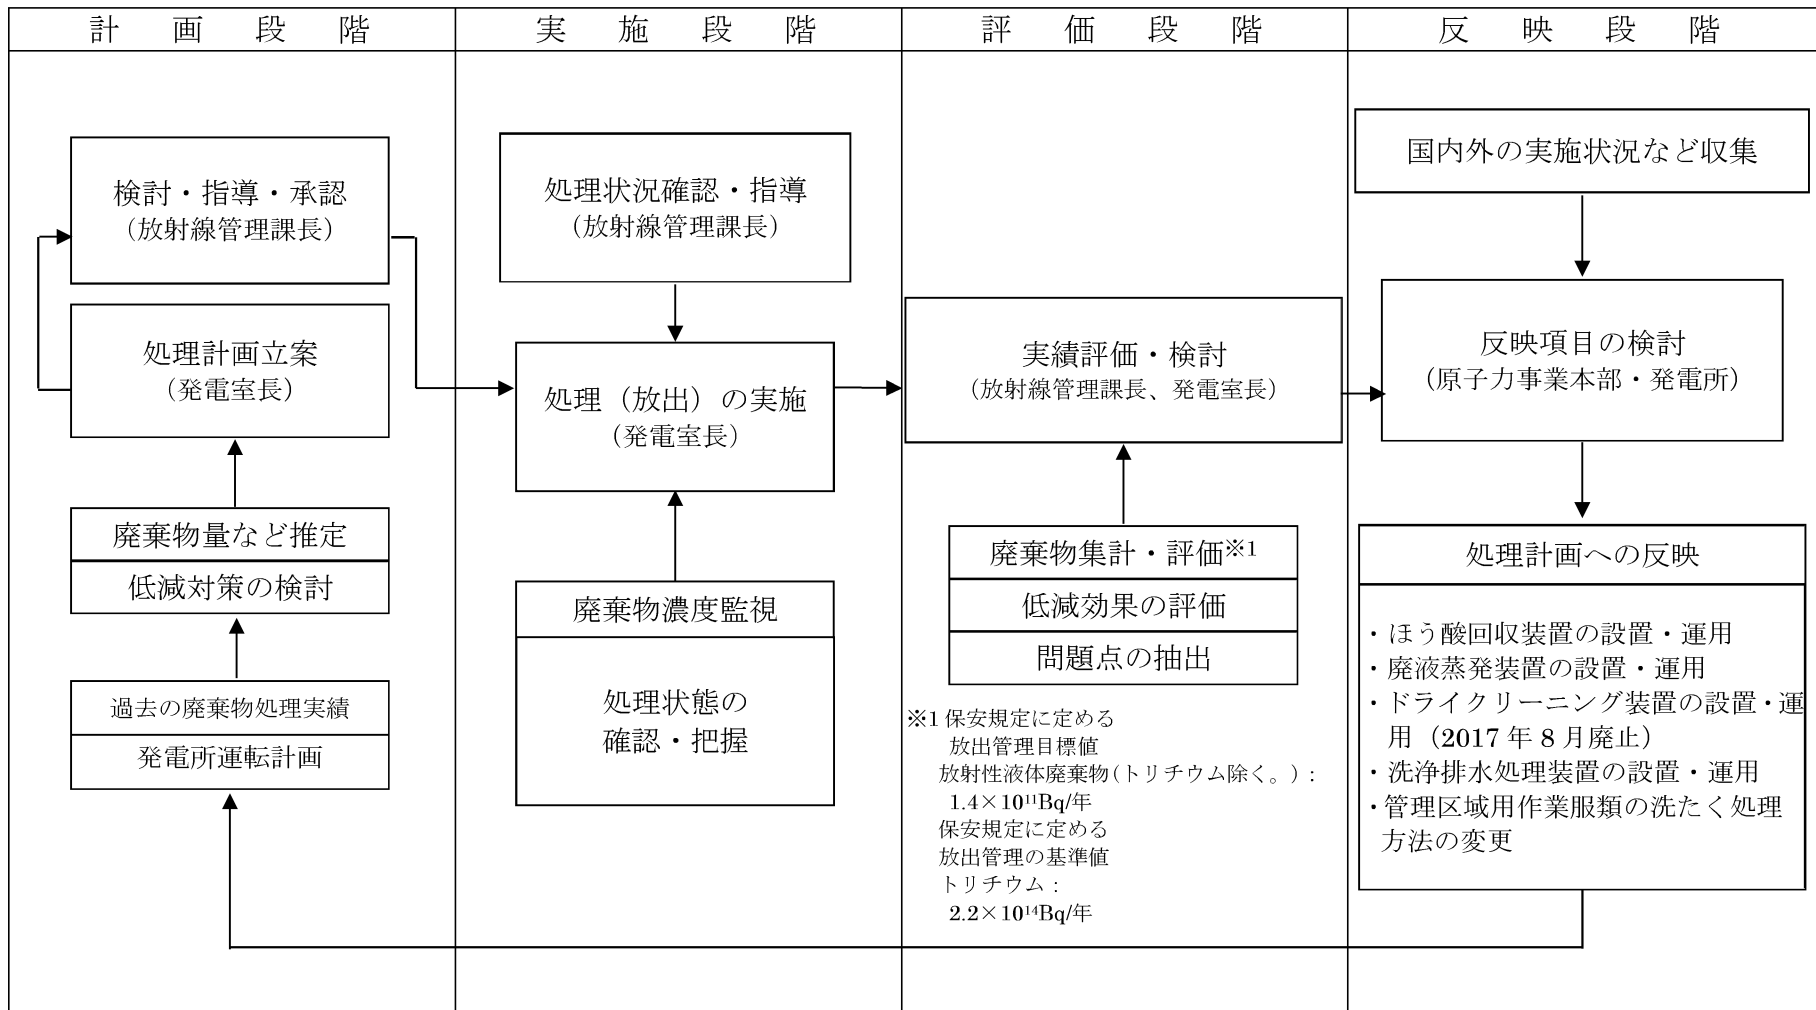 計画段階
検討・指導・承認
（放射線管理課長）
処理計画立案
（発電室長）
廃棄物量など推定
低減対策の検討
過去の廃棄物処理実績
発電所運転計画
実施段階
処理状況確認・指導
（放射線管理課長）
処理（放出）の実施
（発電室長）
廃棄物濃度監視
処理状態の
確認・把握
評価段階
実績評価・検討
（放射線管理課長、発電室長）
廃棄物集計・評価※1
低減効果の評価
問題点の抽出
※1 保安規定に定める
放出管理目標値
放射性液体廃棄物(トリチウム除く。)：
1.4×10¹¹Bq/年
保安規定に定める
放出管理の基準値
トリチウム：
2.2×10¹⁴Bq/年
反映段階
国内外の実施状況など収集
反映項目の検討
（原子力事業本部・発電所）
処理計画への反映
・ほう酸回収装置の設置・運用
・廃液蒸発装置の設置・運用
・ドライクリーニング装置の設置・運
用（2017 年 8 月廃止）
・洗浄排水処理装置の設置・運用
・管理区域用作業服類の洗たく処理
方法の変更